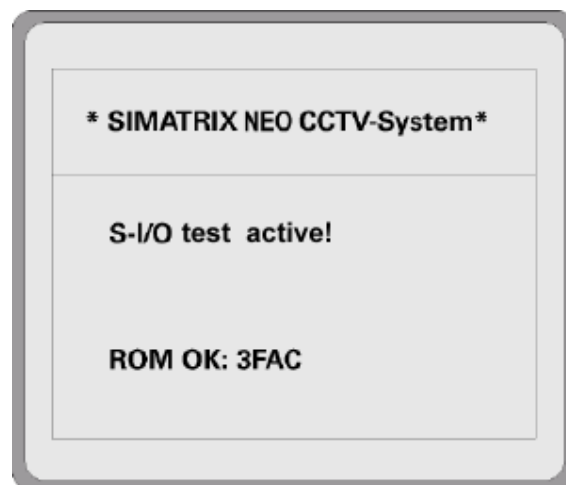 * SIMATRIX NEO CCTV-System*
S-I/O test active!
ROM OK: 3FAC